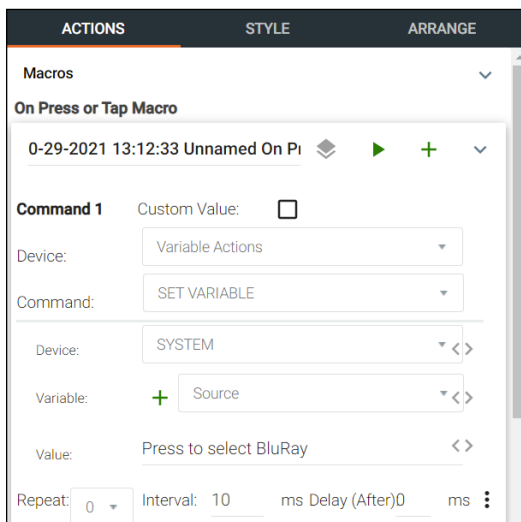 ACTIONS STYLE ARRANGE
Macros
On Press or Tap Macro
0-29-2021 13:12:33 Unnamed On
Command 1 Custom Value:
Device: Variable Actions
Command: SET VARIABLE
Device: SYSTEM
Variable: + Source
Value: Press to select BluRay
Repeat: 0 Interval: 10 ms Delay (After) 0 ms